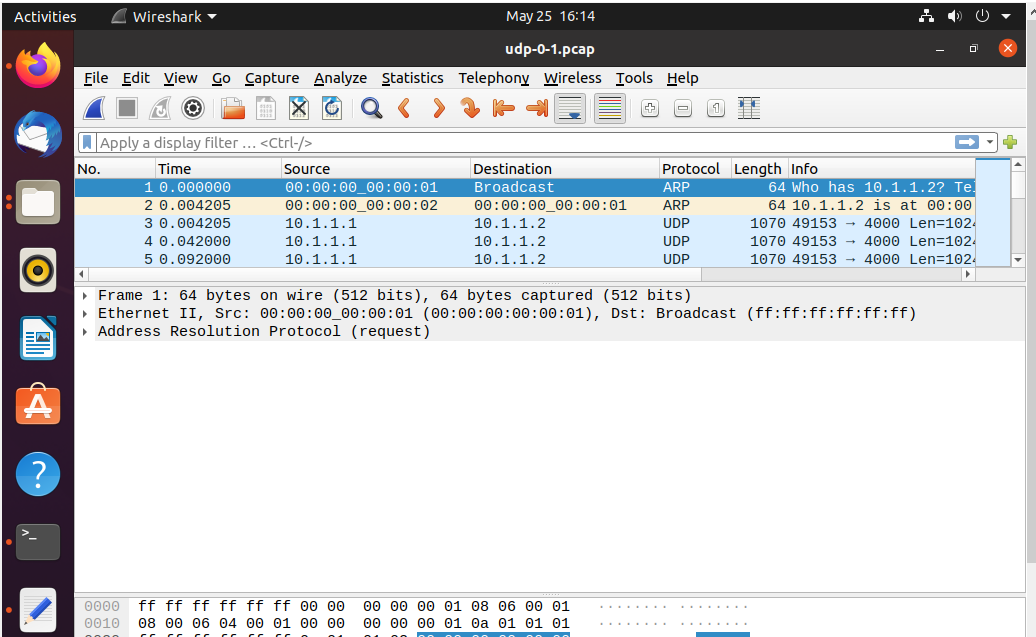 Activities Wireshark May 25 16:14
udp-0-1.pcap
File Edit View Go Capture Analyze Statistics Telephony Wireless Tools Help
Apply a display filter … <Ctrl-/>
No. Time Source Destination Protocol Length Info
1 0.000000 00:00:00_00:00:01 Broadcast ARP 64 Who has 10.1.1.2? Te
2 0.004205 00:00:00_00:00:02 00:00:00_00:00:01 ARP 64 10.1.1.2 is at 00:00
3 0.004205 10.1.1.1 10.1.1.2 UDP 1070 49153 → 4000 Len=1024
4 0.042000 10.1.1.1 10.1.1.2 UDP 1070 49153 → 4000 Len=1024
5 0.092000 10.1.1.1 10.1.1.2 UDP 1070 49153 → 4000 Len=1024
Frame 1: 64 bytes on wire (512 bits), 64 bytes captured (512 bits)
Ethernet II, Src: 00:00:00_00:00:01 (00:00:00:00:00:01), Dst: Broadcast (ff:ff:ff:ff:ff:ff)
Address Resolution Protocol (request)
0000 ff ff ff ff ff ff 00 00 00 00 00 01 08 06 00 01 ········ ········
0010 08 00 06 04 00 01 00 00 00 00 00 01 0a 01 01 01 ········ ········